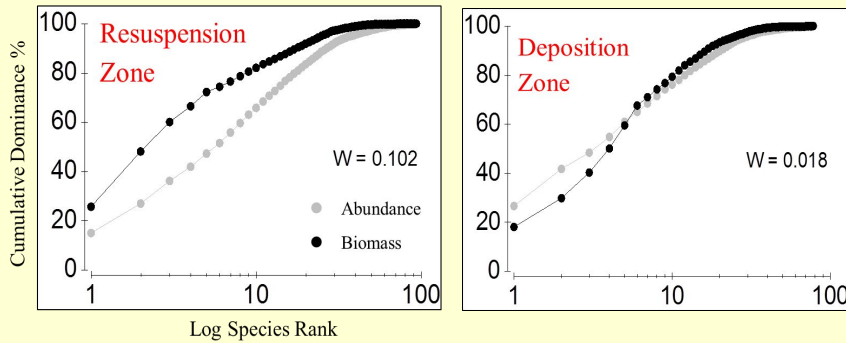 Resuspension
Zone
Cumulative Dominance %
100
80
60
40
20
0
W = 0.102
Abundance
Biomass
1
10
100
Log Species Rank
Deposition
Zone
100
80
60
40
20
0
W = 0.018
1
10
100